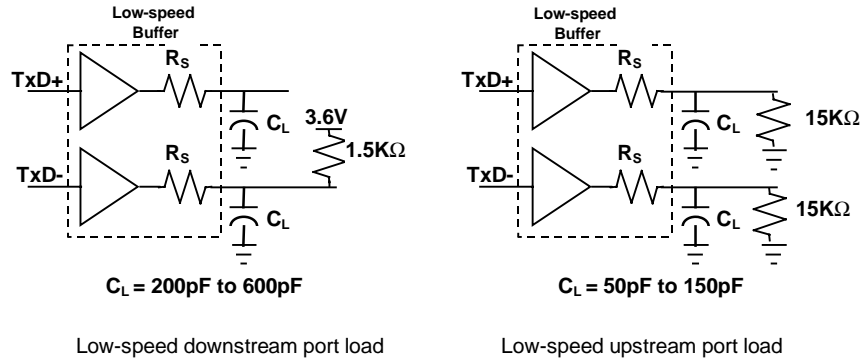 Low-speed
Buffer
TxD+
RS
CL
3.6V
1.5KΩ
TxD-
RS
CL
CL = 200pF to 600pF
Low-speed downstream port load
Low-speed
Buffer
TxD+
RS
CL
15KΩ
TxD-
RS
CL
15KΩ
CL = 50pF to 150pF
Low-speed upstream port load